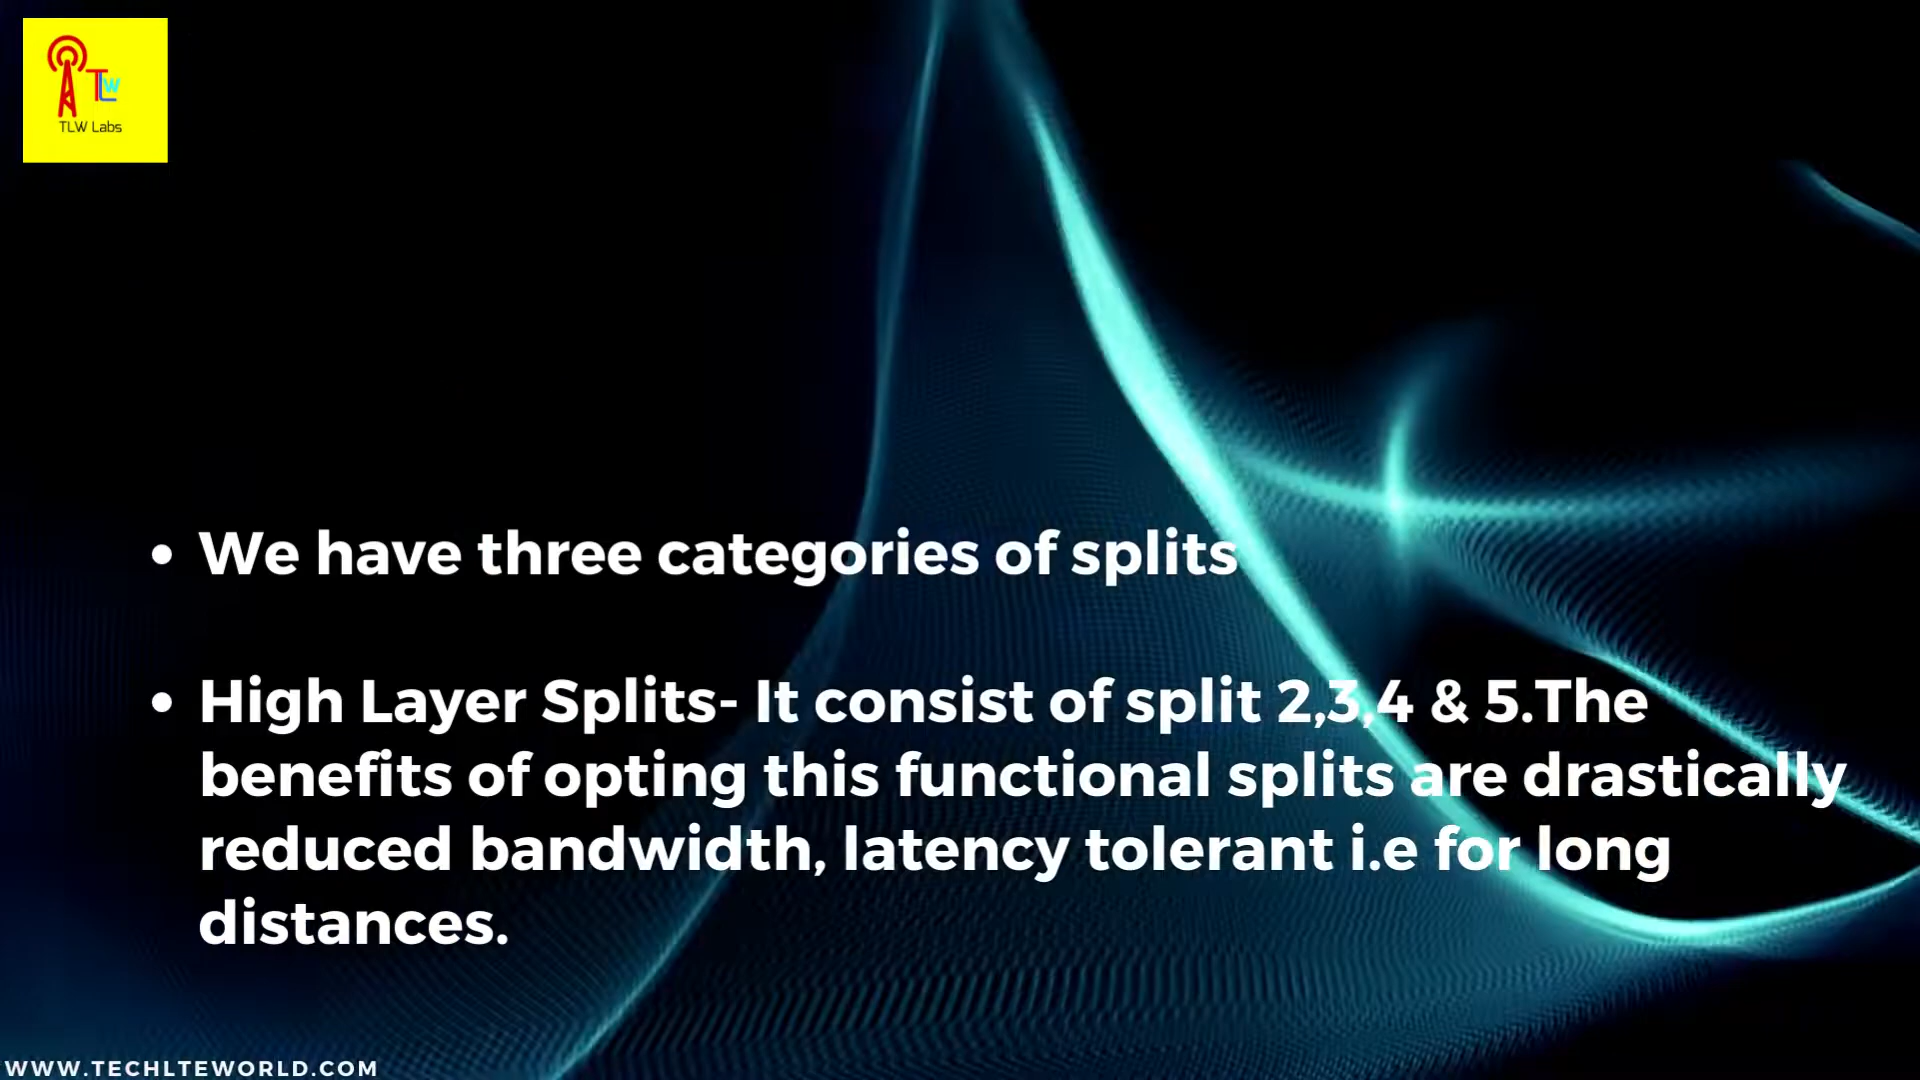 TLW
TLW Labs
• We have three categories of splits
• High Layer Splits- It consist of split 2,3,4 & 5.The
benefits of opting this functional splits are drastically
reduced bandwidth, latency tolerant i.e for long
distances.
WWW.TECHLTEWORLD.COM